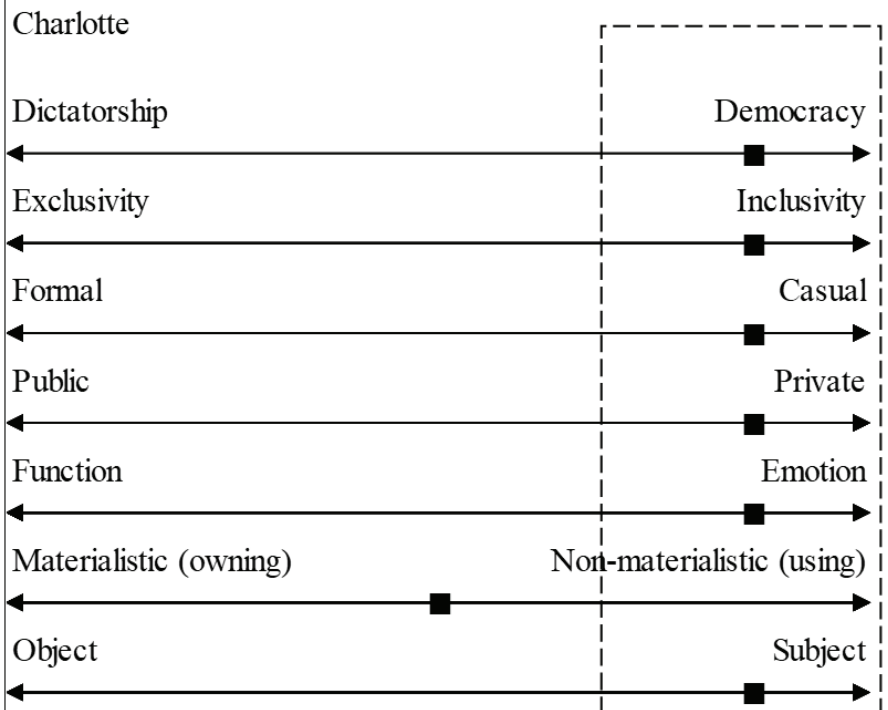 Charlotte
Dictatorship Democracy
Exclusivity Inclusivity
Formal Casual
Public Private
Function Emotion
Materialistic (owning) Non-materialistic (using)
Object Subject